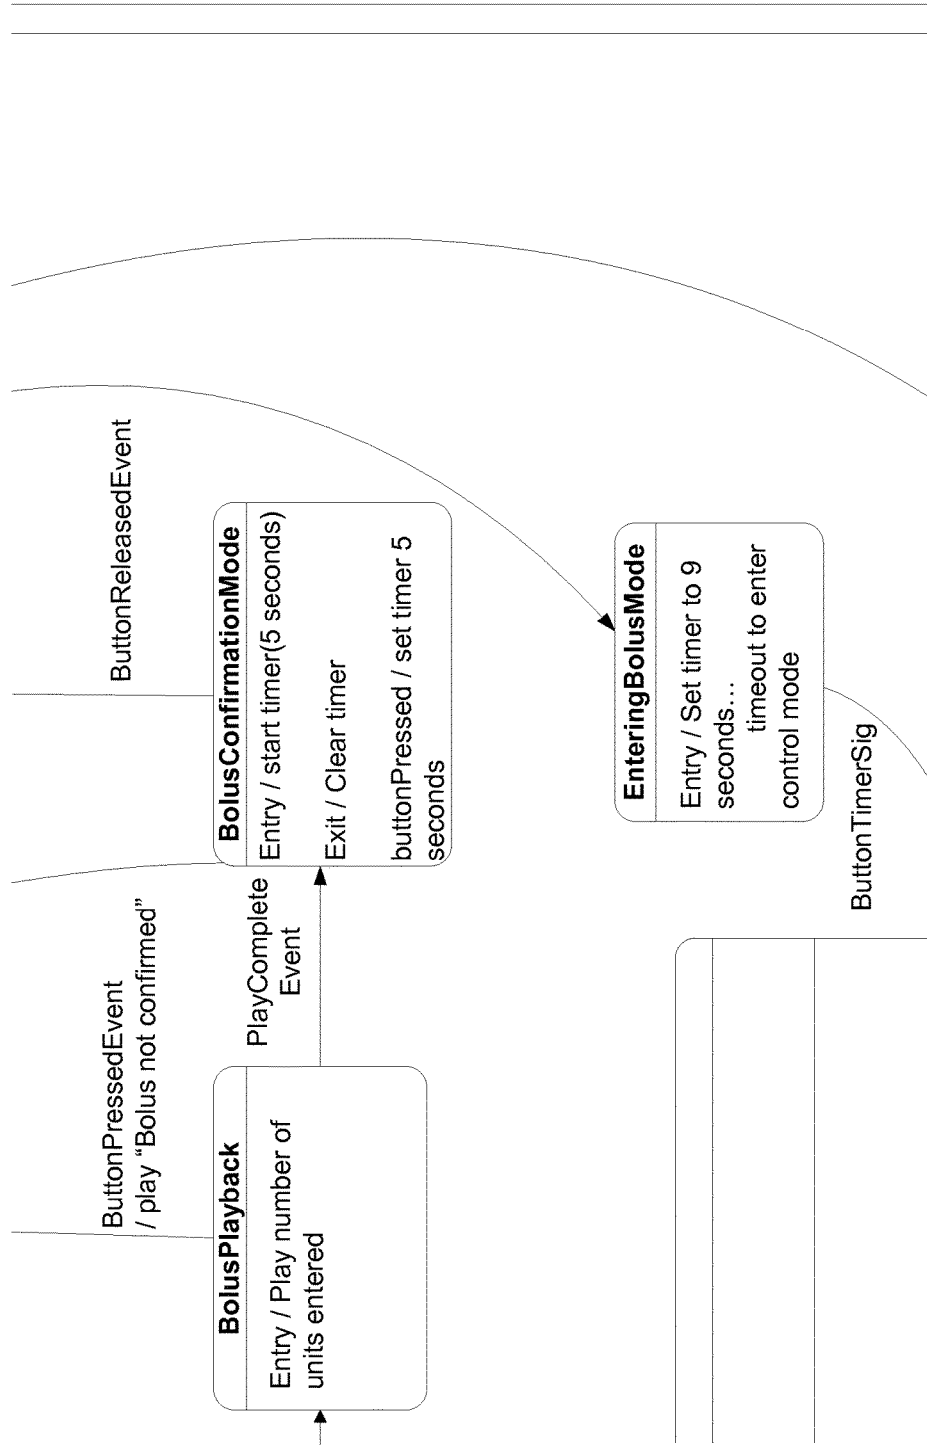 ButtonPressedEvent
/ play “Bolus not confirmed”
ButtonReleasedEvent
BolusPlayback
Entry / Play number of
units entered
PlayComplete
Event
BolusConfirmationMode
Entry / start timer(5 seconds)
Exit / Clear timer
buttonPressed / set timer 5
seconds
EnteringBolusMode
Entry / Set timer to 9
seconds…
timeout to enter
control mode
ButtonTimerSig